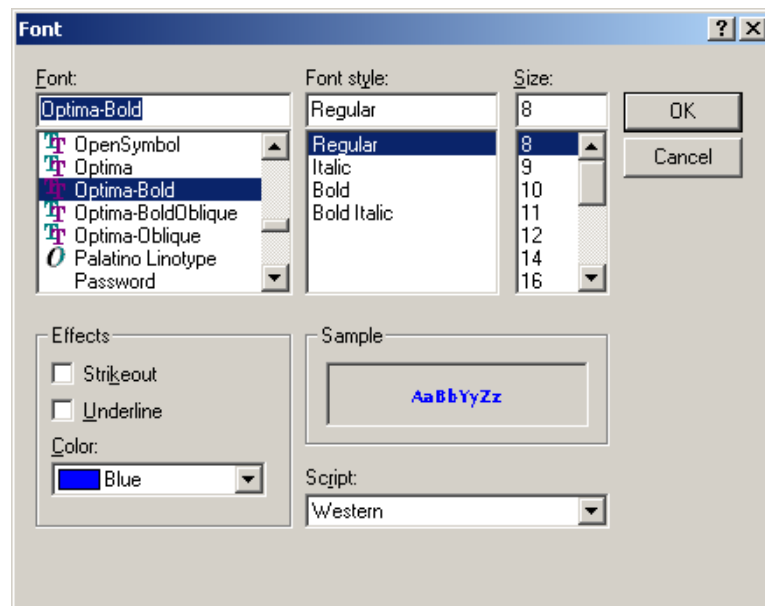 Font
Font: Font style: Size:
Optima-Bold Regular 8 OK
OpenSymbol Regular 8
Optima Italic 9 Cancel
Optima-Bold Bold 10
Optima-BoldOblique Bold Italic 11
Optima-Oblique 12
Palatino Linotype 14
Password 16
Effects Sample
Strikeout
AaBbYyZz
Underline
Color:
Blue
Script:
Western